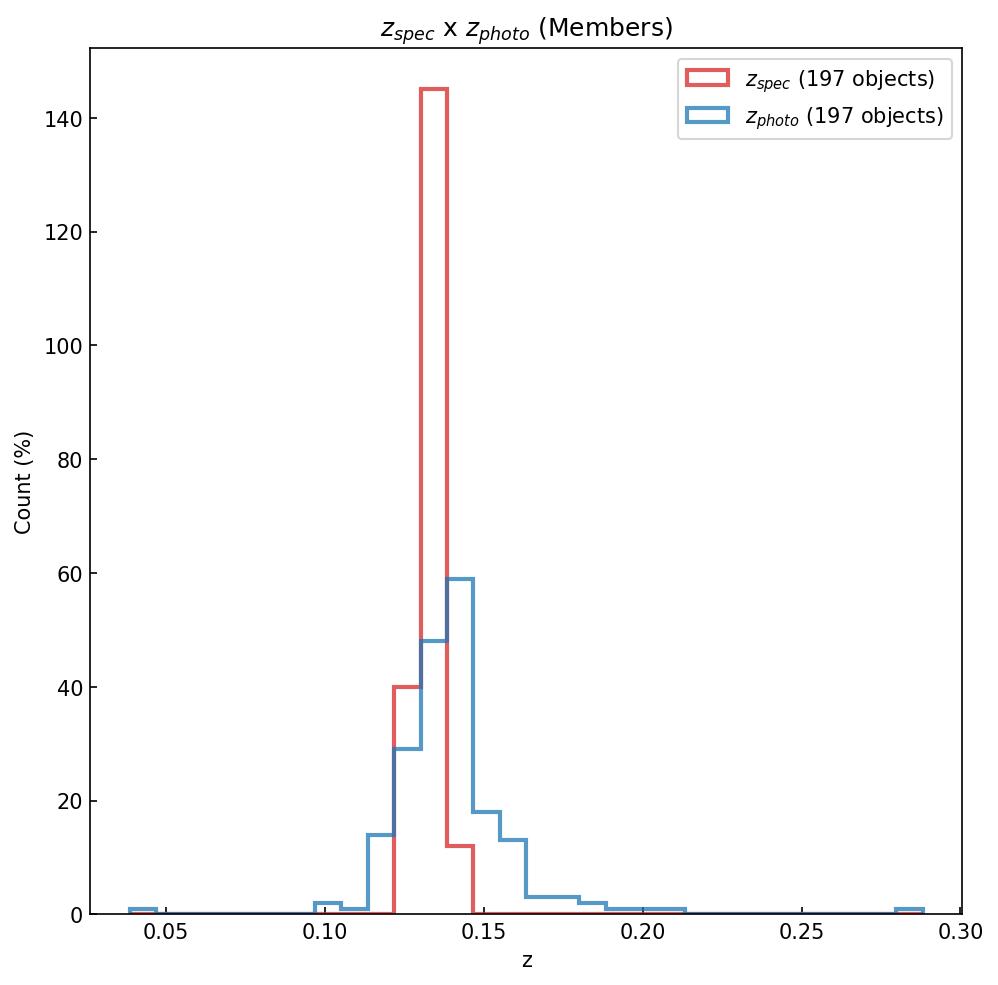 z_spec x z_photo (Members)
z_spec (197 objects)
z_photo (197 objects)
Count (%)
140
120
100
80
60
40
20
0
0.05 0.10 0.15 0.20 0.25 0.30
z